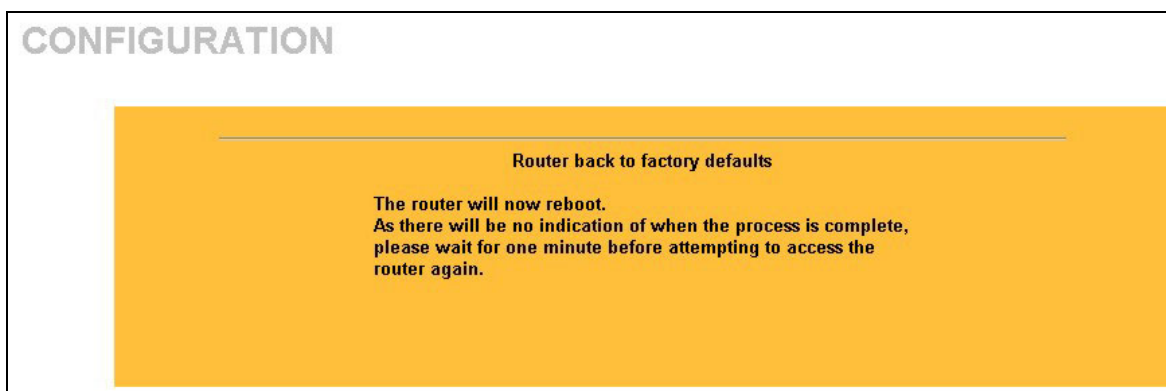 CONFIGURATION
Router back to factory defaults
The router will now reboot.
As there will be no indication of when the process is complete,
please wait for one minute before attempting to access the
router again.